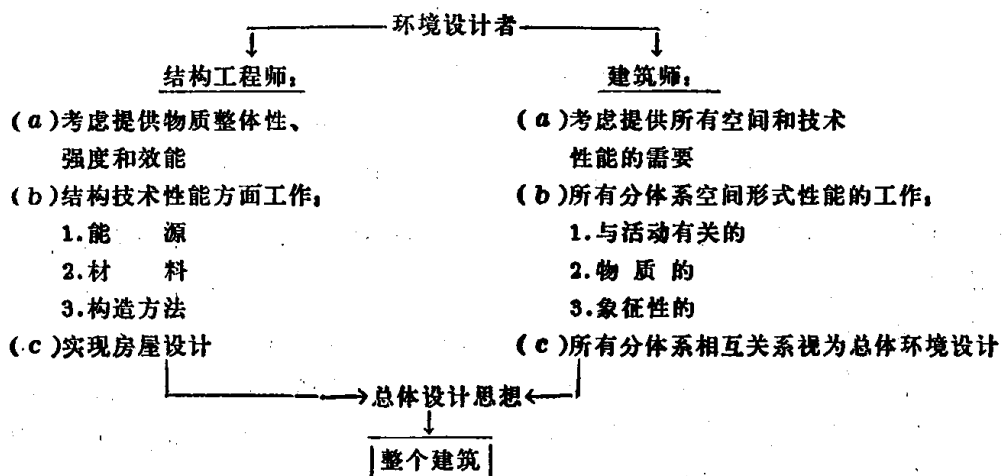 环境设计者
结构工程师：
(a)考虑提供物质整体性、
强度和效能
(b)结构技术性能方面工作：
1.能 源
2.材 料
3.构造方法
(c)实现房屋设计
建筑师：
(a)考虑提供所有空间和技术
性能的需要
(b)所有分体系空间形式性能的工作：
1.与活动有关的
2.物 质 的
3.象征性的
(c)所有分体系相互关系视为总体环境设计
总体设计思想
整个建筑